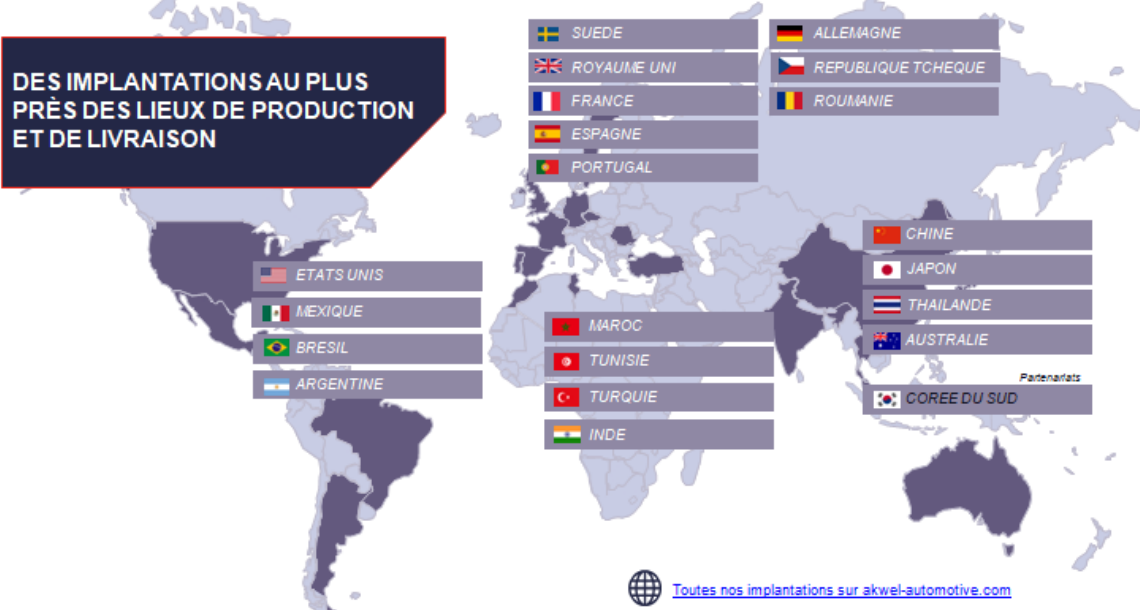 DES IMPLANTATIONS AU PLUS
PRÈS DES LIEUX DE PRODUCTION
ET DE LIVRAISON
SUEDE
ROYAUME UNI
FRANCE
ESPAGNE
PORTUGAL
ALLEMAGNE
REPUBLIQUE TCHEQUE
ROUMANIE
ETATS UNIS
MEXIQUE
BRESIL
ARGENTINE
MAROC
TUNISIE
TURQUIE
INDE
CHINE
JAPON
THAILANDE
AUSTRALIE
Partenariats
COREE DU SUD
Toutes nos implantations sur akwel-automotive.com